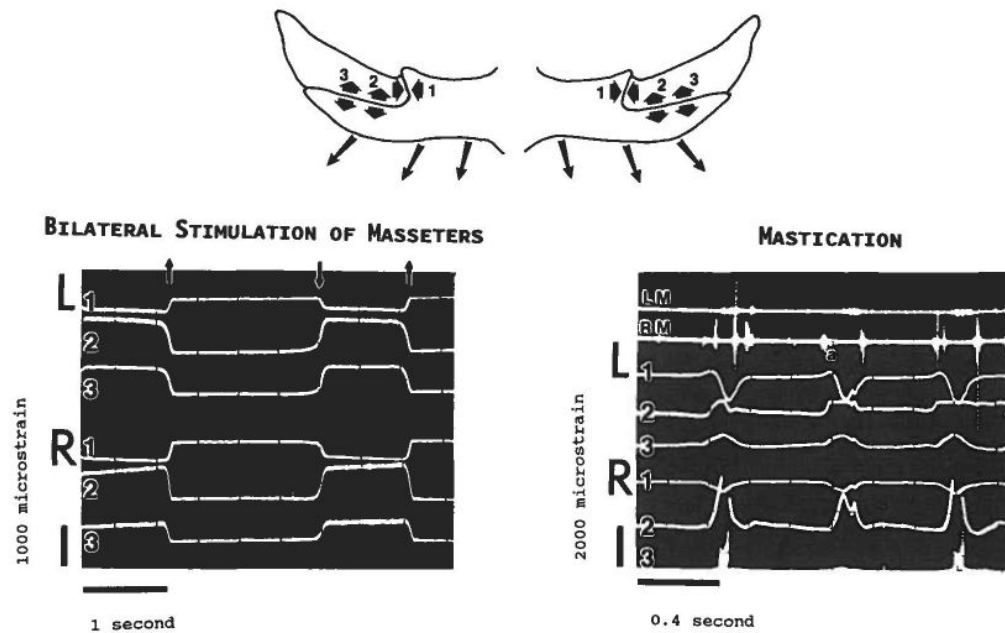 3 2 1 1 2 3
BILATERAL STIMULATION OF MASSETERS
L 1
2
3
R 1
2
I 3
1000 microstrain
1 second
MASTICATION
LM
RM
a
L 1
2
3
R 1
2
I 3
2000 microstrain
0.4 second